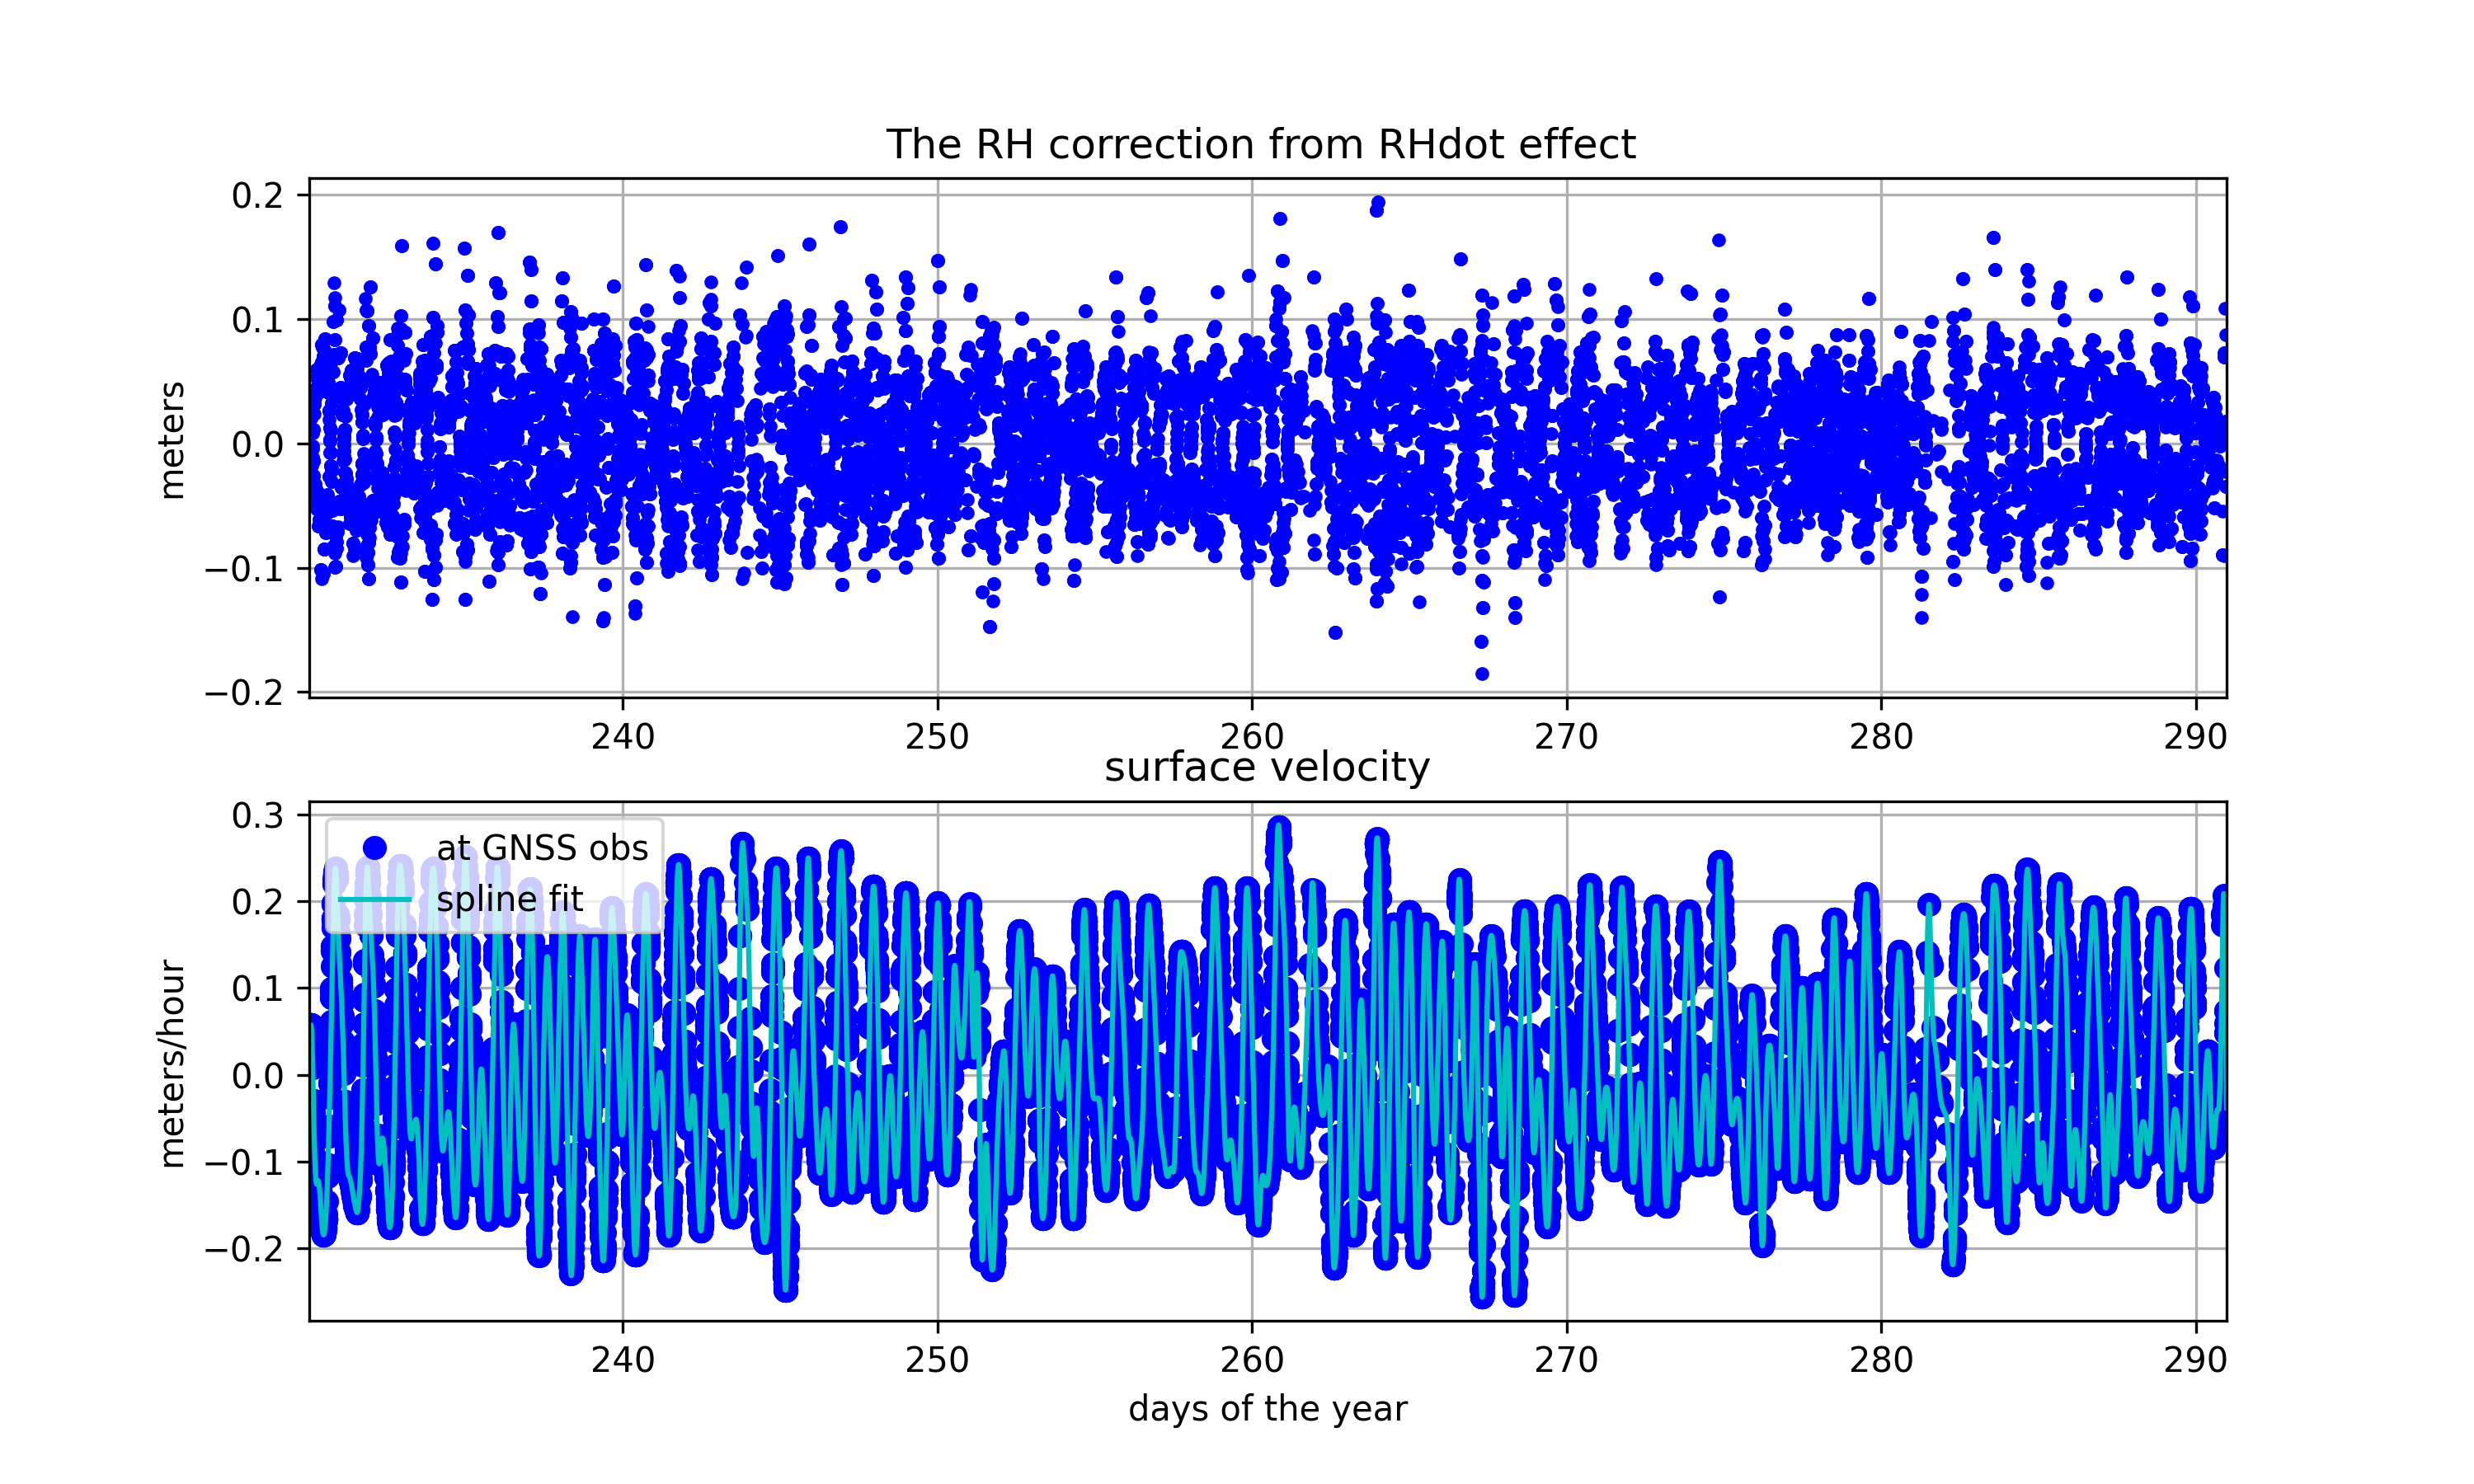 The RH correction from RHdot effect
0.2
0.1
0.0
−0.1
−0.2
meters
240 250 260 270 280 290
surface velocity
0.3
0.2
0.1
0.0
−0.1
−0.2
meters/hour
at GNSS obs
spline fit
240 250 260 270 280 290
days of the year